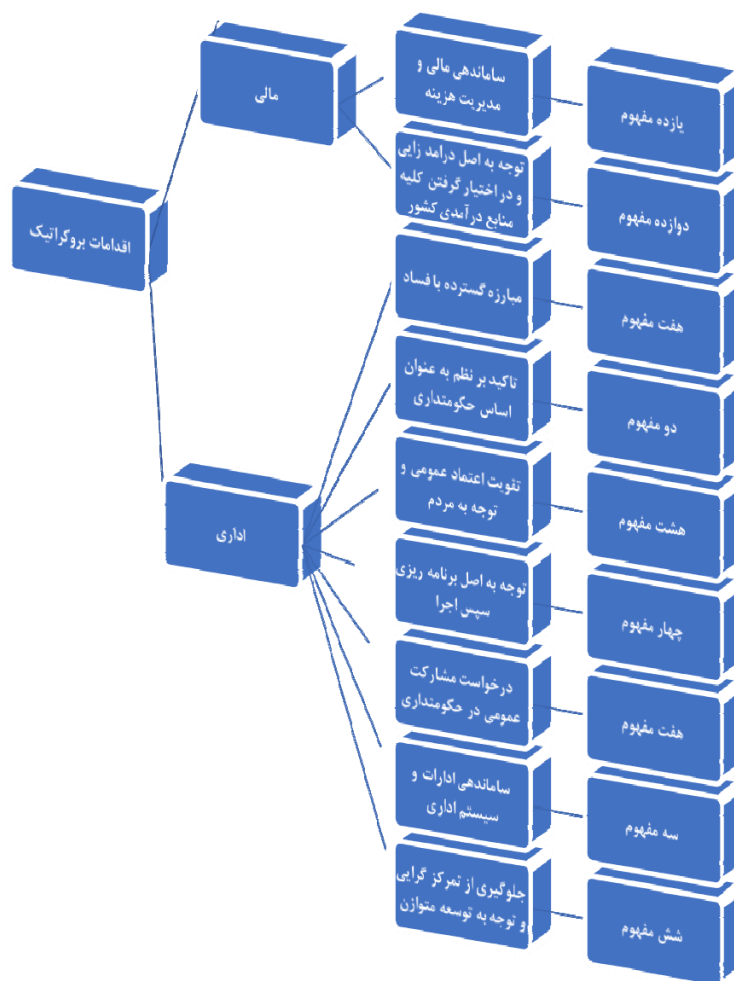 اقدامات بروکراتیک
مالی
ساماندهی مالی و
مدیریت هزینه
یازده مفهوم
توجه به اصل درامد زایی
و در اختیار گرفتن کلیه
منابع درآمدی کشور
دوازده مفهوم
اداری
مبارزه گسترده با فساد
هفت مفهوم
تاکید بر نظم به عنوان
اساس حکومتداری
دو مفهوم
تقویت اعتماد عمومی و
توجه به مردم
هشت مفهوم
توجه به اصل برنامه ریزی
سپس اجرا
چهار مفهوم
درخواست مشارکت
عمومی در حکومتداری
هفت مفهوم
ساماندهی ادارات و
سیستم اداری
سه مفهوم
جلوگیری از تمرکز گرایی
و توجه به توسعه متوازن
شش مفهوم